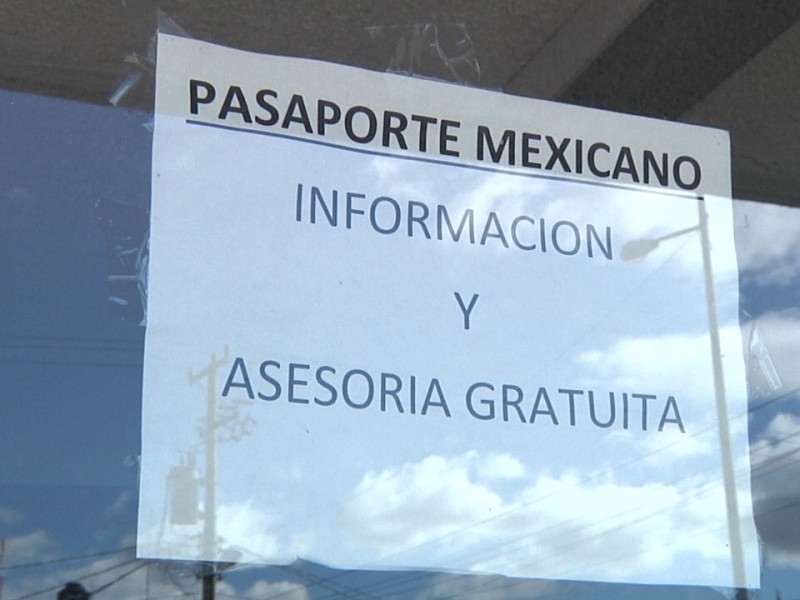 PASAPORTE MEXICANO
INFORMACION
Y
ASESORIA GRATUITA